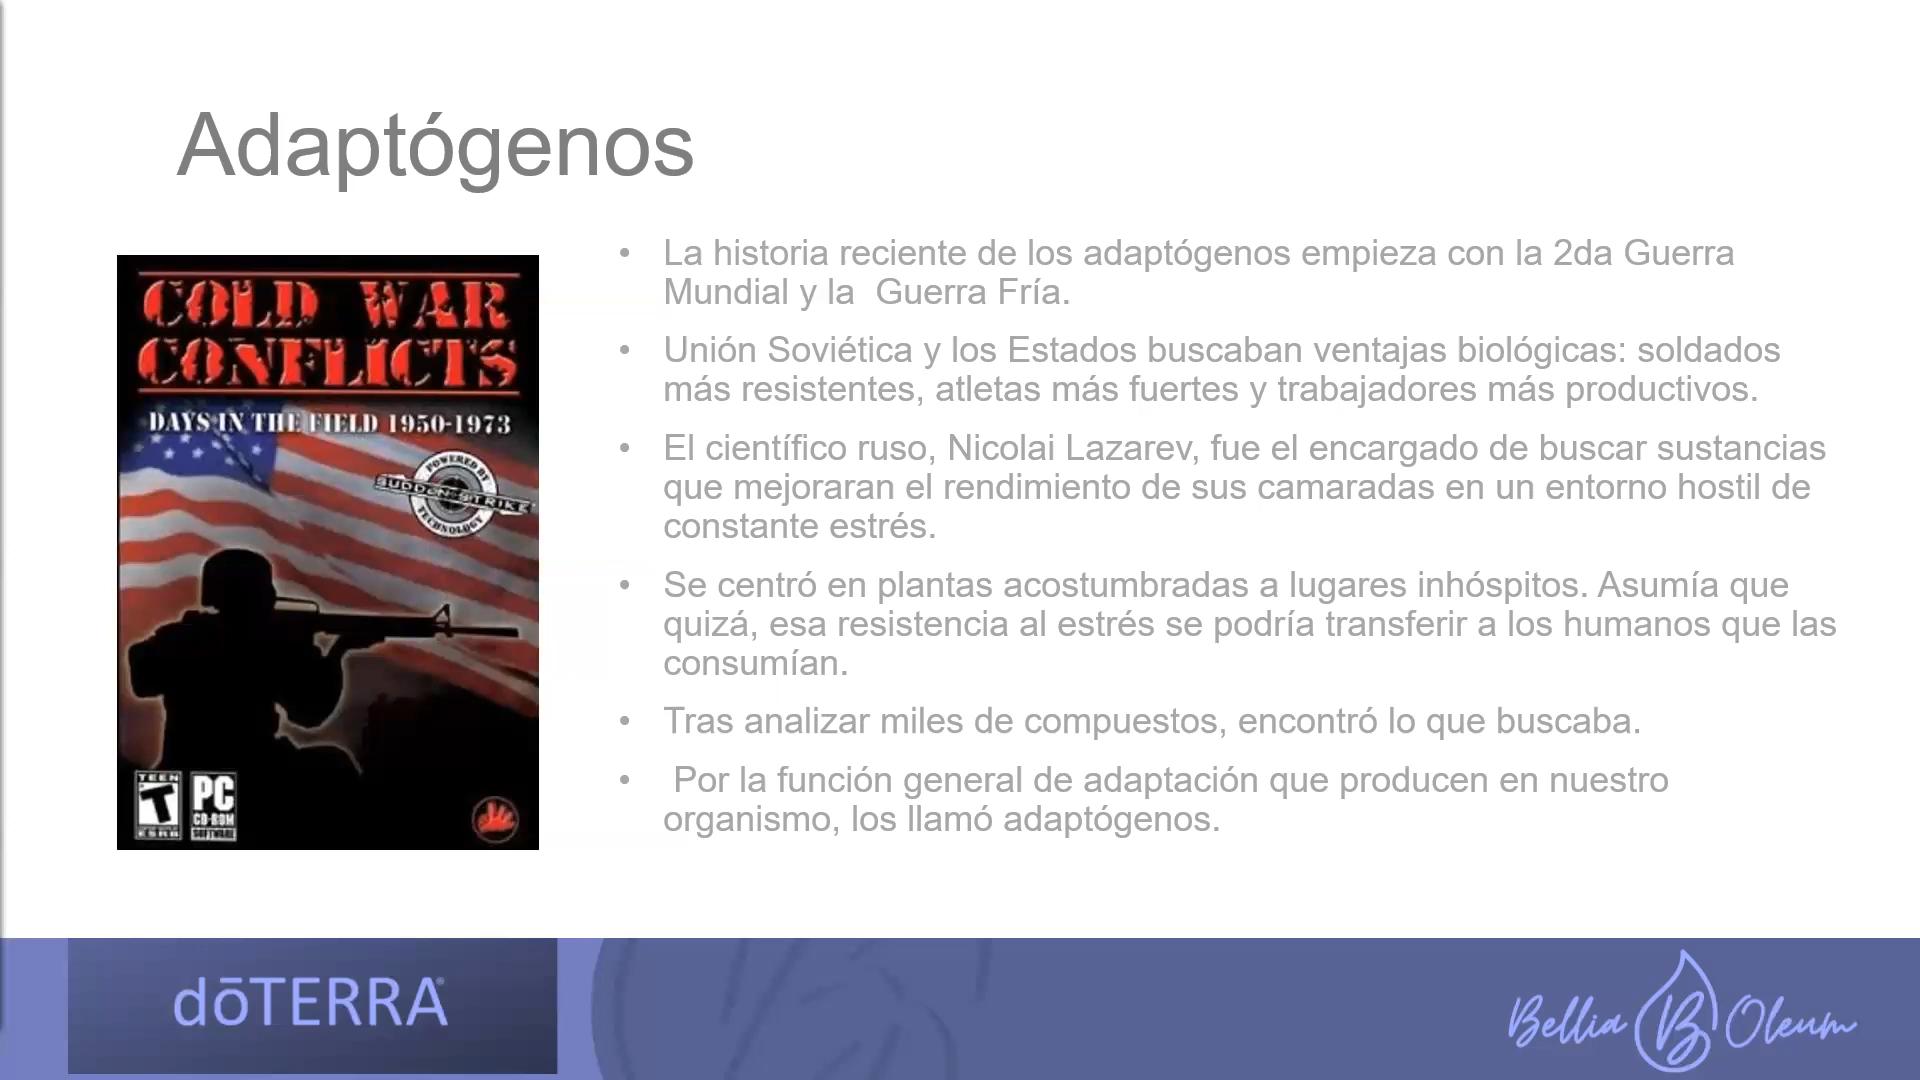 Adaptógenos
COLD WAR
CONFLICTS
DAYS IN THE FIELD 1950-1973
POWERED BY
SUDDEN STRIKE
TECHNOLOGY
TEEN
T
ESRB
PC
CD-ROM
SOFTWARE
• La historia reciente de los adaptógenos empieza con la 2da Guerra
Mundial y la  Guerra Fría.
• Unión Soviética y los Estados buscaban ventajas biológicas: soldados
más resistentes, atletas más fuertes y trabajadores más productivos.
• El científico ruso, Nicolai Lazarev, fue el encargado de buscar sustancias
que mejoraran el rendimiento de sus camaradas en un entorno hostil de
constante estrés.
• Se centró en plantas acostumbradas a lugares inhóspitos. Asumía que
quizá, esa resistencia al estrés se podría transferir a los humanos que las
consumían.
• Tras analizar miles de compuestos, encontró lo que buscaba.
• Por la función general de adaptación que producen en nuestro
organismo, los llamó adaptógenos.
dōTERRA®
Bellia B Oleum